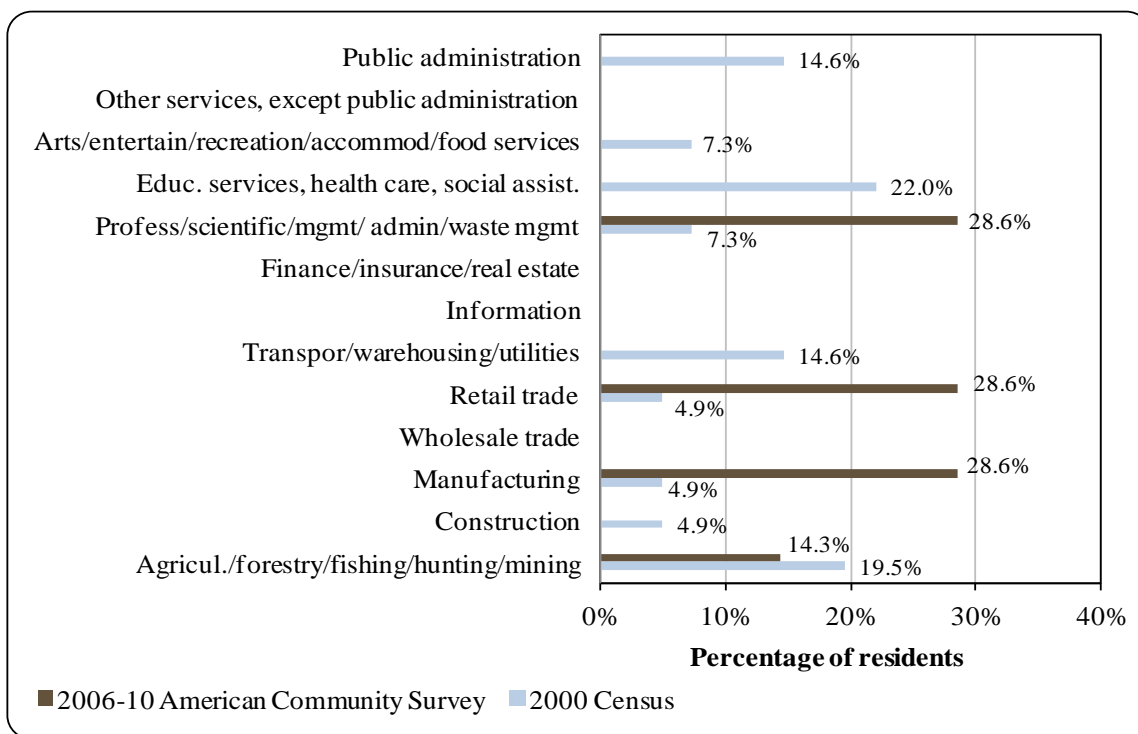 Public administration 14.6%
Other services, except public administration
Arts/entertain/recreation/accommod/food services 7.3%
Educ. services, health care, social assist. 22.0%
Profess/scientific/mgmt/ admin/waste mgmt 28.6%
7.3%
Finance/insurance/real estate
Information
Transpor/warehousing/utilities 14.6%
Retail trade 28.6%
4.9%
Wholesale trade
Manufacturing 28.6%
4.9%
Construction 4.9%
Agricul./forestry/fishing/hunting/mining 14.3%
19.5%
0% 10% 20% 30% 40%
Percentage of residents
2006-10 American Community Survey 2000 Census